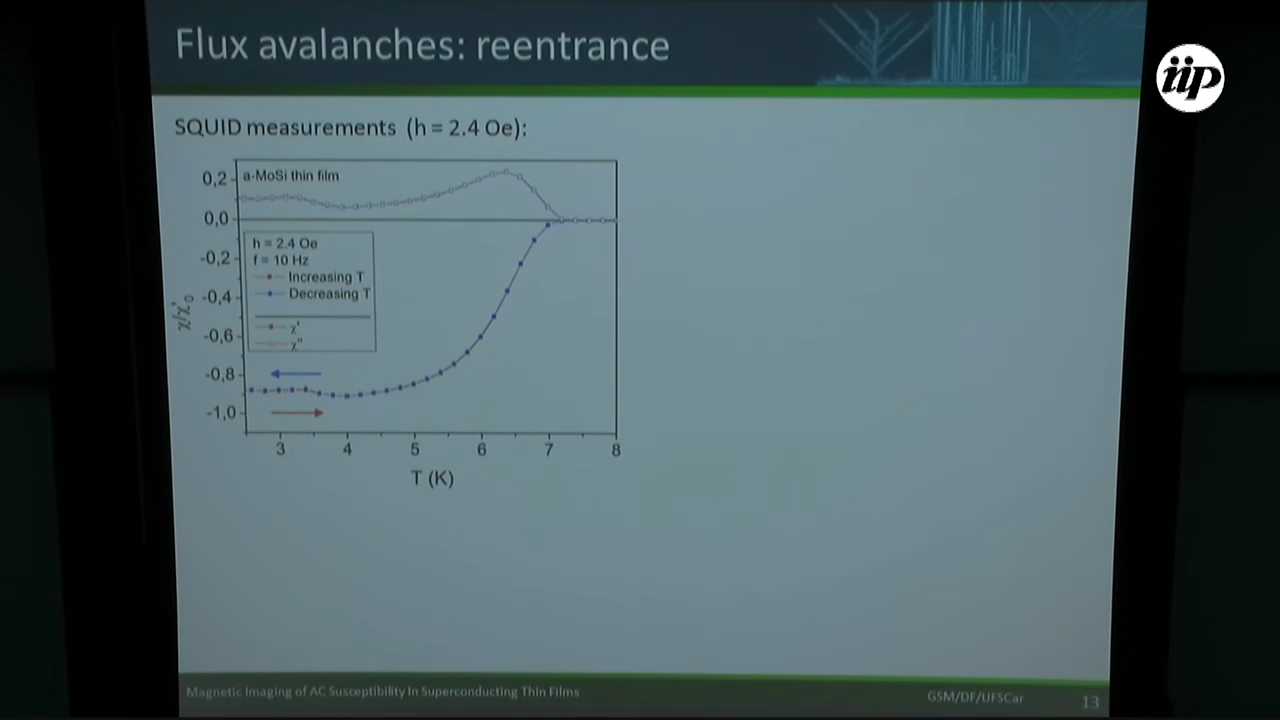 Flux avalanches: reentrance
iip
SQUID measurements (h = 2.4 Oe):
a-MoSi thin film
0,2
0,0
-0,2
-0,4
-0,6
-0,8
-1,0
χ/χ'₀
h = 2.4 Oe
f = 10 Hz
Increasing T
Decreasing T
χ'
χ"
3 4 5 6 7 8
T (K)
Magnetic Imaging of AC Susceptibility In Superconducting Thin Films
GSM/DF/UFSCar
13